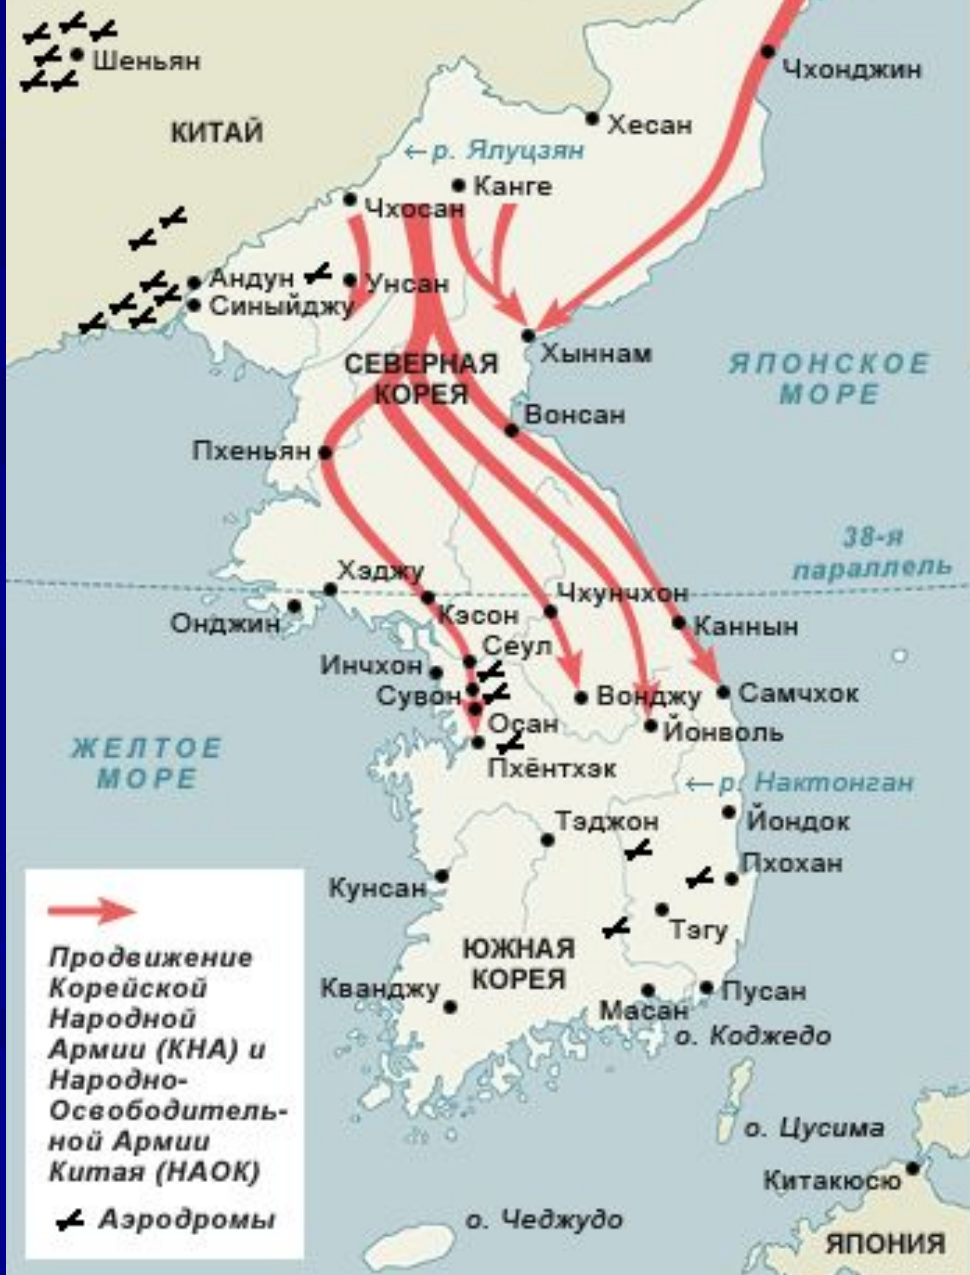 Шеньян
Чхонджин
КИТАЙ
Хесан
←р. Ялуцзян
Канге
Чхосан
Андун
Унсан
Синыйджу
Хыннам
СЕВЕРНАЯ
КОРЕЯ
ЯПОНСКОЕ
МОРЕ
Вонсан
Пхеньян
38-я
параллель
Хэджу
Чхунчхон
Кэсон
Онджин
Каннын
Сеул
Инчхон
Сувон
Вонджу
Самчхок
Осан
Йонволь
ЖЕЛТОЕ
МОРЕ
Пхёнтхэк
←р. Нактонган
Тэджон
Йондок
Пхохан
Кунсан
Тэгу
ЮЖНАЯ
КОРЕЯ
Кванджу
Масан
Пусан
о. Коджедо
о. Цусима
Китакюсю
о. Чеджудо
ЯПОНИЯ
Продвижение
Корейской
Народной
Армии (КНА) и
Народно-
Освободитель-
ной Армии
Китая (НАОК)
Аэродромы